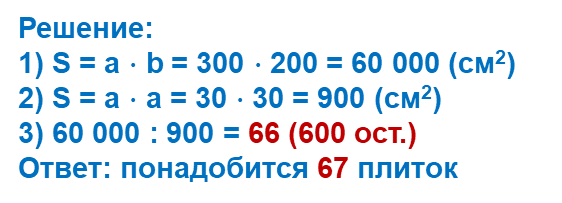 Решение:
1) S = a · b = 300 · 200 = 60 000 (см²)
2) S = a · a = 30 · 30 = 900 (см²)
3) 60 000 : 900 = 66 (600 ост.)
Ответ: понадобится 67 плиток